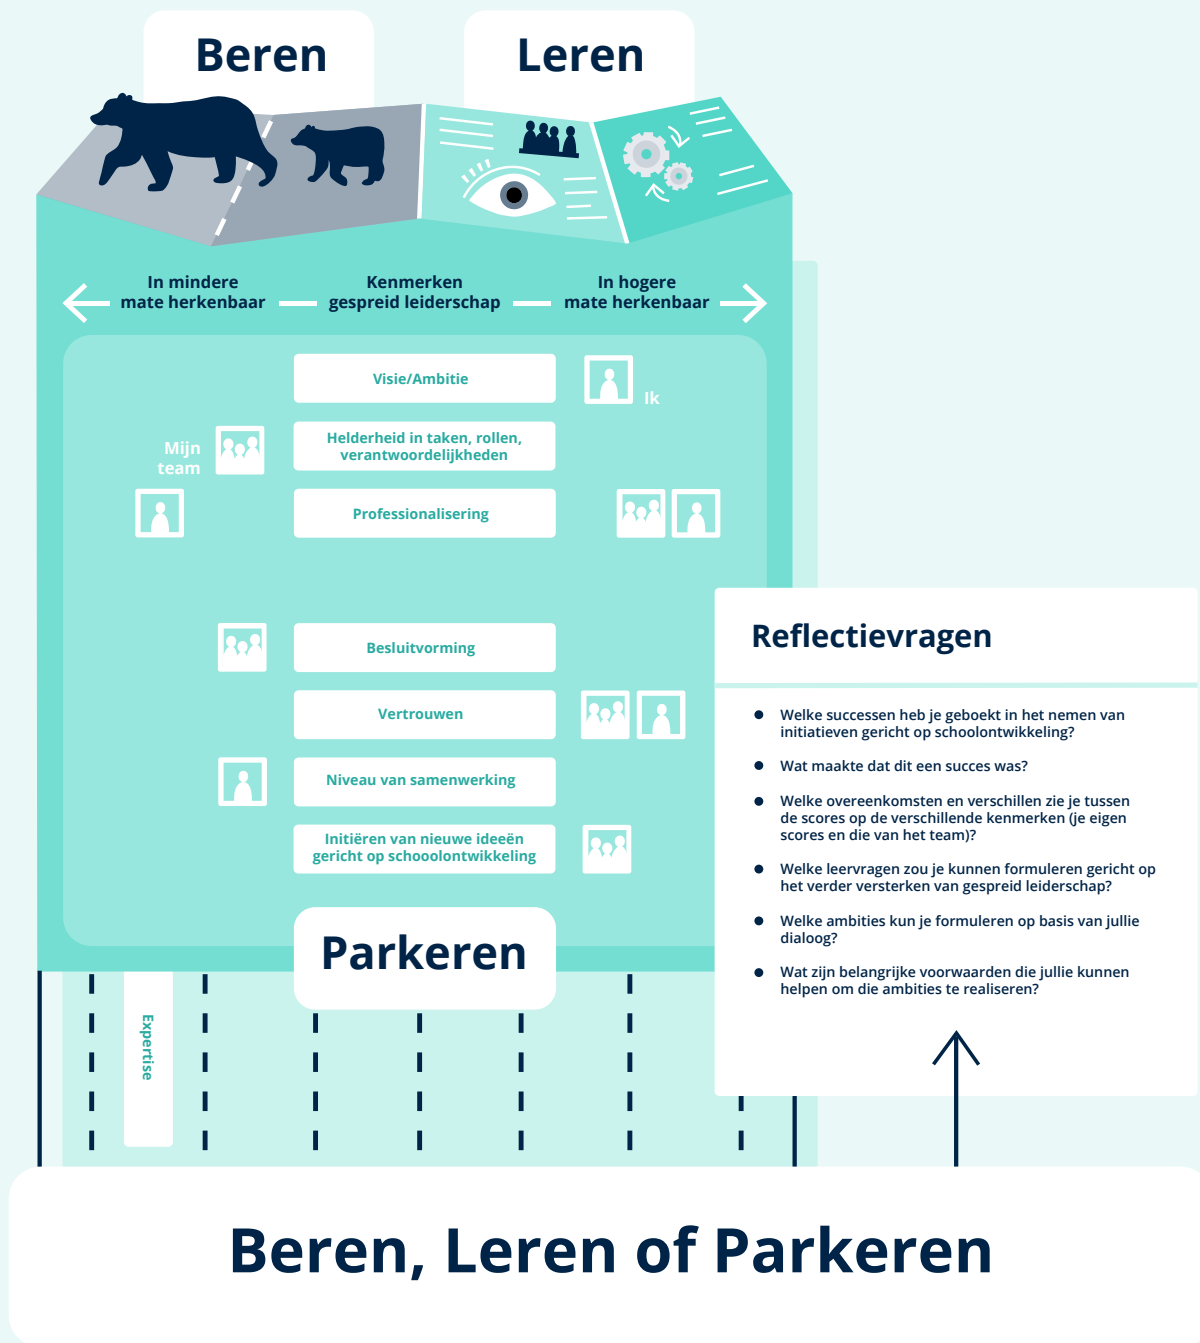 Beren
Leren
In mindere
mate herkenbaar
Kenmerken
gespreid leiderschap
In hogere
mate herkenbaar
Visie/Ambitie
Ik
Helderheid in taken, rollen,
verantwoordelijkheden
Mijn
team
Professionalisering
Besluitvorming
Vertrouwen
Niveau van samenwerking
Initiëren van nieuwe ideeën
gericht op schooolontwikkeling
Parkeren
Expertise
Reflectievragen
Welke successen heb je geboekt in het nemen van
initiatieven gericht op schoolontwikkeling?
Wat maakte dat dit een succes was?
Welke overeenkomsten en verschillen zie je tussen
de scores op de verschillende kenmerken (je eigen
scores en die van het team)?
Welke leervragen zou je kunnen formuleren gericht op
het verder versterken van gespreid leiderschap?
Welke ambities kun je formuleren op basis van jullie
dialoog?
Wat zijn belangrijke voorwaarden die jullie kunnen
helpen om die ambities te realiseren?
Beren, Leren of Parkeren